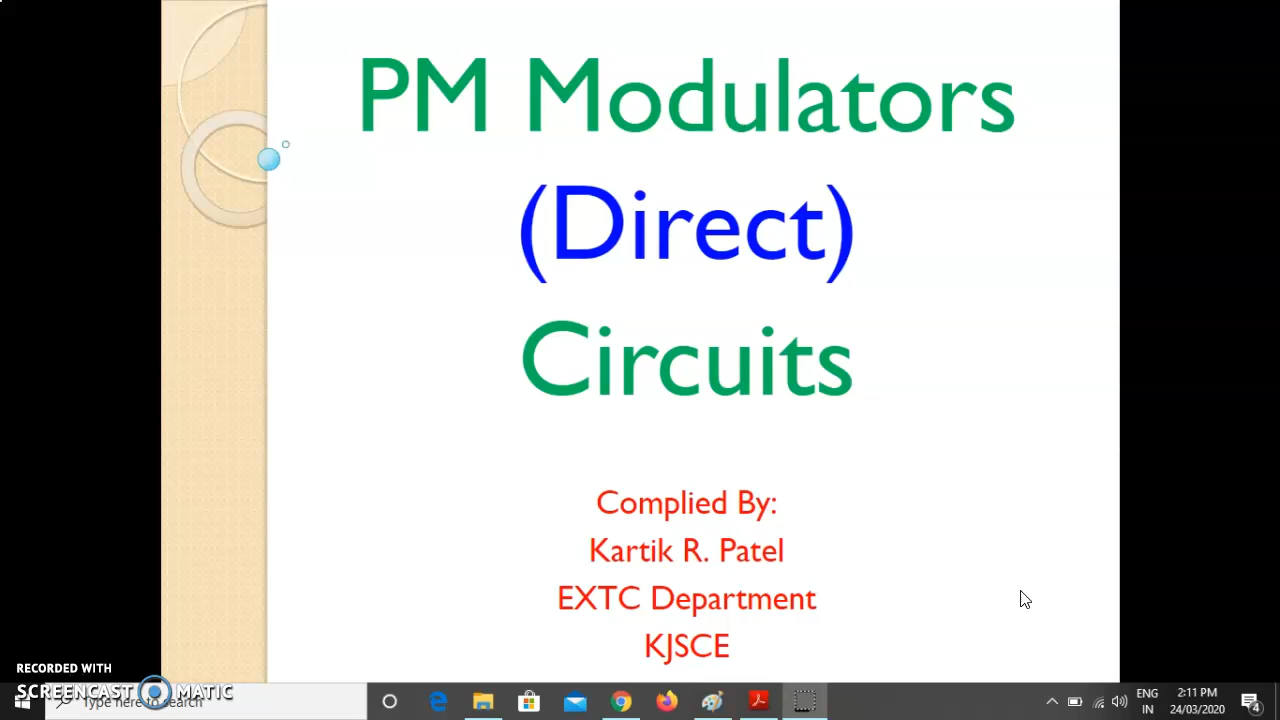 PM Modulators
(Direct)
Circuits
Complied By:
Kartik R. Patel
EXTC Department
KJSCE
RECORDED WITH
SCREENCAST MATIC
Type here to search
ENG
IN
2:11 PM
24/03/2020
4